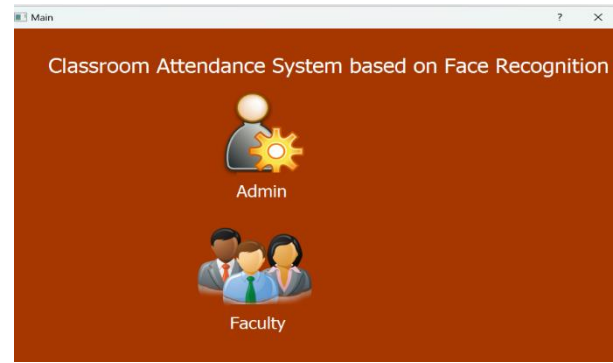 Main
Classroom Attendance System based on Face Recognition
Admin
Faculty